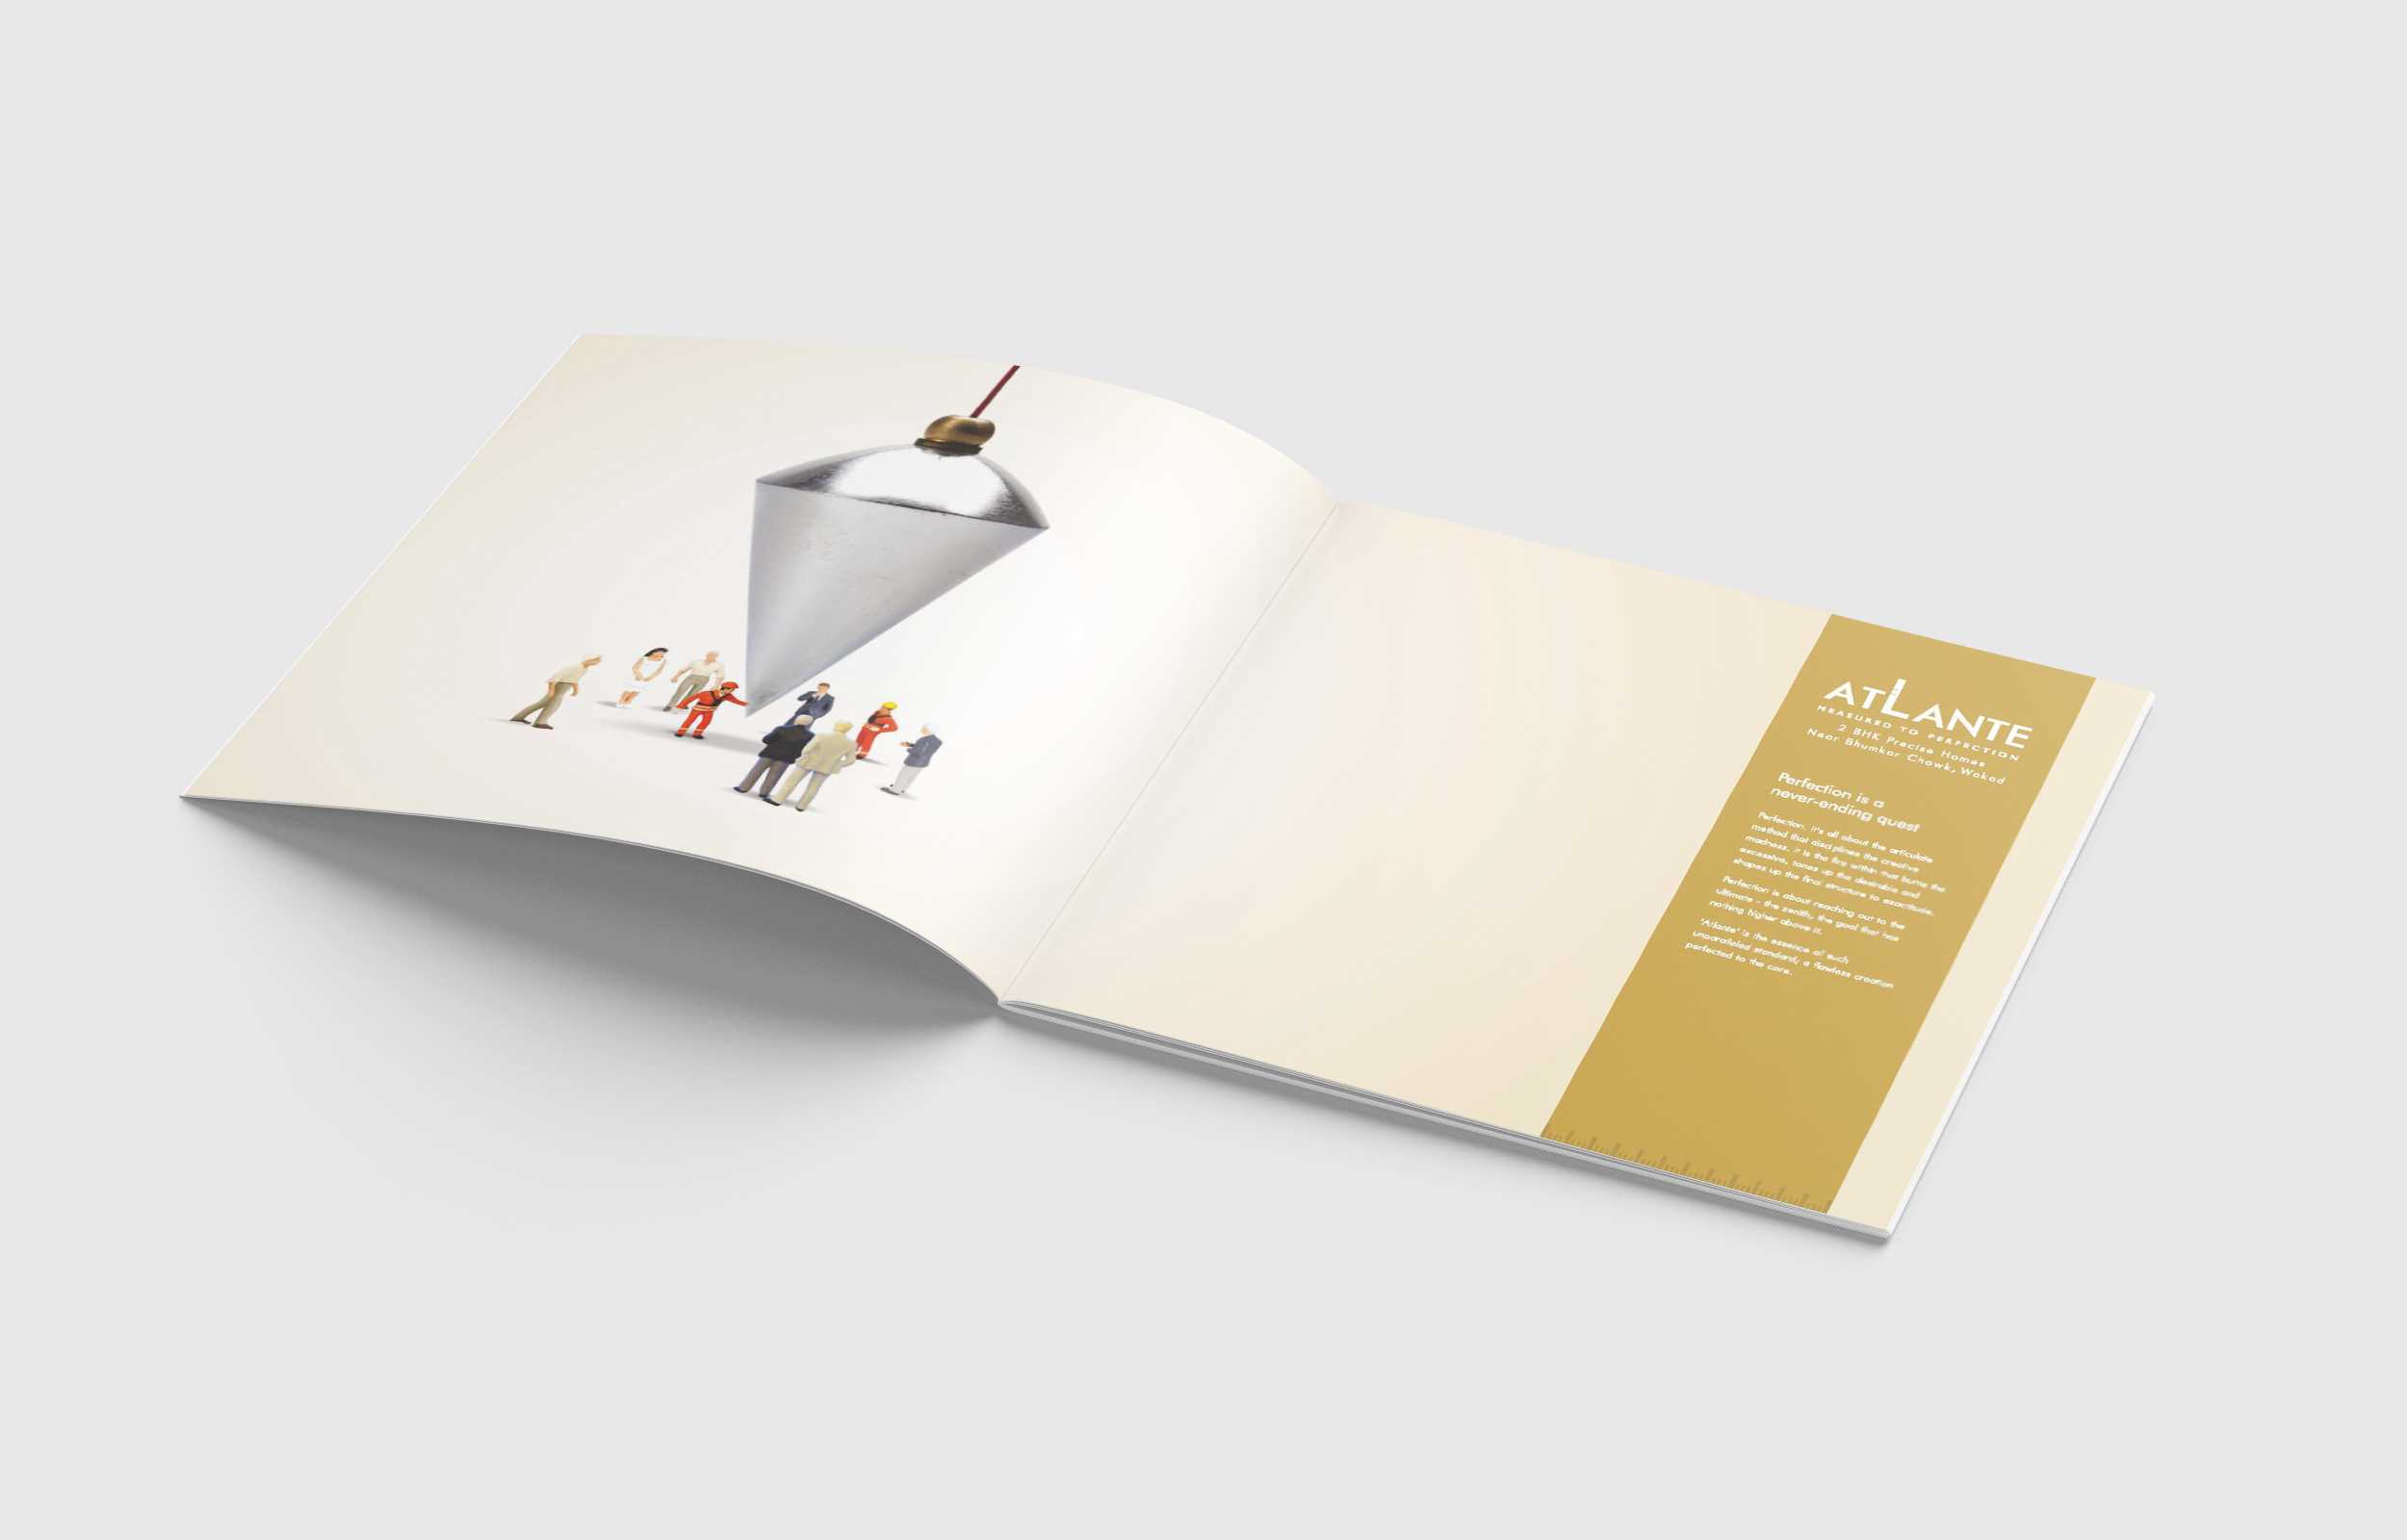 ATLANTE
MEASURED TO PERFECTION
2 BHK Precise Homes
Near Bhumkar Chowk, Wakad
Perfection is a
never-ending quest
Perfection. It's all about the articulate
method that disciplines the creative
madness. It is the fire within that burns the
excessive, tones up the desirable and
shapes up the final structure to exactitude.
Perfection is about reaching out to the
ultimate - the zenith, the goal that has
nothing higher above it.
'Atlante' is the essence of such
unparalleled standard; a flawless creation
perfected to the core.